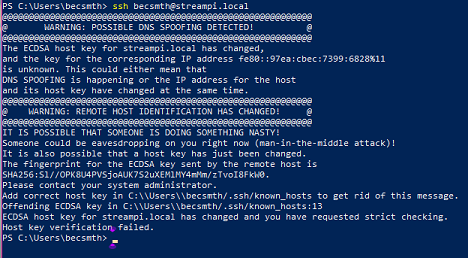 PS C:\Users\becsmth> ssh becsmth@streampi.local
@@@@@@@@@@@@@@@@@@@@@@@@@@@@@@@@@@@@@@@@@@@@@@@@@@@@@@@@@@@
@       WARNING: POSSIBLE DNS SPOOFING DETECTED!          @
@@@@@@@@@@@@@@@@@@@@@@@@@@@@@@@@@@@@@@@@@@@@@@@@@@@@@@@@@@@
The ECDSA host key for streampi.local has changed,
and the key for the corresponding IP address fe80::97ea:cbec:7399:6828%11
is unknown. This could either mean that
DNS SPOOFING is happening or the IP address for the host
and its host key have changed at the same time.
@@@@@@@@@@@@@@@@@@@@@@@@@@@@@@@@@@@@@@@@@@@@@@@@@@@@@@@@@@@
@    WARNING: REMOTE HOST IDENTIFICATION HAS CHANGED!     @
@@@@@@@@@@@@@@@@@@@@@@@@@@@@@@@@@@@@@@@@@@@@@@@@@@@@@@@@@@@
IT IS POSSIBLE THAT SOMEONE IS DOING SOMETHING NASTY!
Someone could be eavesdropping on you right now (man-in-the-middle attack)!
It is also possible that a host key has just been changed.
The fingerprint for the ECDSA key sent by the remote host is
SHA256:Sl//OPK8U4PVSjoAUK7S2uXEMlMY4mMm/zTvoI8FkW0.
Please contact your system administrator.
Add correct host key in C:\\Users\\becsmth/.ssh/known_hosts to get rid of this message.
Offending ECDSA key in C:\\Users\\becsmth/.ssh/known_hosts:13
ECDSA host key for streampi.local has changed and you have requested strict checking.
Host key verification failed.
PS C:\Users\becsmth>